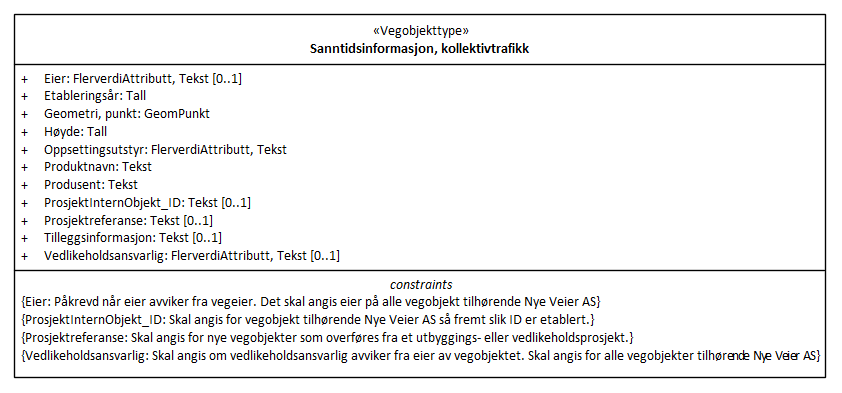 «Vegobjekttype»
Sanntidsinformasjon, kollektivtrafikk
+ Eier: FlerverdiAttributt, Tekst [0..1]
+ Etableringsår: Tall
+ Geometri, punkt: GeomPunkt
+ Høyde: Tall
+ Oppsettingsutstyr: FlerverdiAttributt, Tekst
+ Produktnavn: Tekst
+ Produsent: Tekst
+ ProsjektInternObjekt_ID: Tekst [0..1]
+ Prosjektreferanse: Tekst [0..1]
+ Tilleggsinformasjon: Tekst [0..1]
+ Vedlikeholdsansvarlig: FlerverdiAttributt, Tekst [0..1]
constraints
{Eier: Påkrevd når eier avviker fra vegeier. Det skal angis eier på alle vegobjekt tilhørende Nye Veier AS}
{ProsjektInternObjekt_ID: Skal angis for vegobjekt tilhørende Nye Veier AS så fremt slik ID er etablert.}
{Prosjektreferanse: Skal angis for nye vegobjekter som overføres fra et utbyggings- eller vedlikeholdsprosjekt.}
{Vedlikeholdsansvarlig: Skal angis om vedlikeholdsansvarlig avviker fra eier av vegobjektet. Skal angis for alle vegobjekter tilhørende Nye Veier AS}